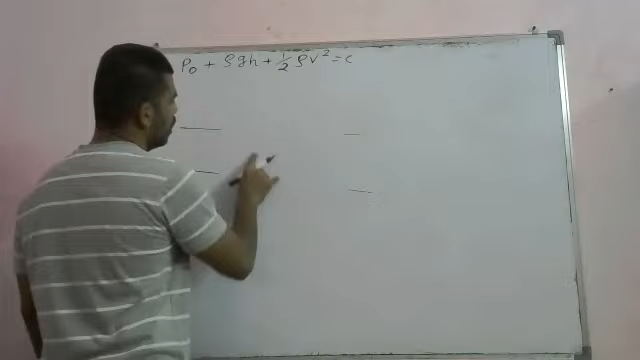 P₀ + ρgh + ½ρv² = c